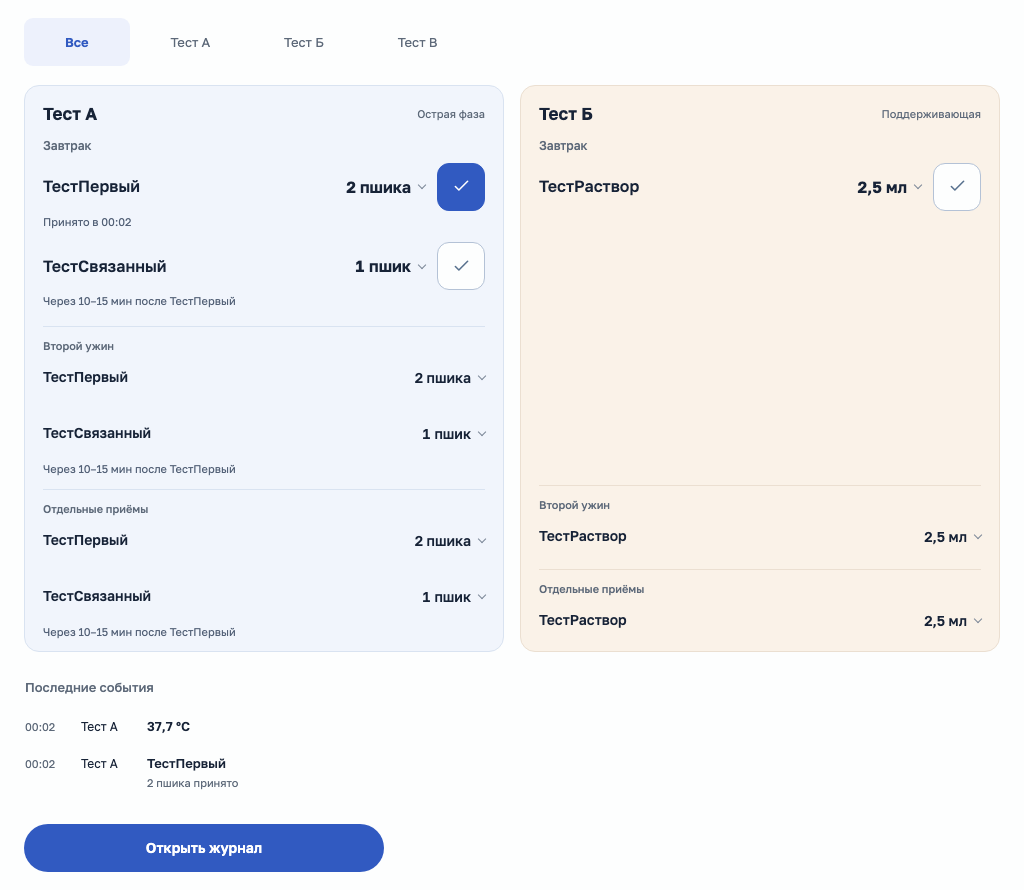 Все
Тест А
Тест Б
Тест В
Тест А
Острая фаза
Завтрак
ТестПервый
2 пшика
Принято в 00:02
ТестСвязанный
1 пшик
Через 10–15 мин после ТестПервый
Второй ужин
ТестПервый
2 пшика
ТестСвязанный
1 пшик
Через 10–15 мин после ТестПервый
Отдельные приёмы
ТестПервый
2 пшика
ТестСвязанный
1 пшик
Через 10–15 мин после ТестПервый
Тест Б
Поддерживающая
Завтрак
ТестРаствор
2,5 мл
Второй ужин
ТестРаствор
2,5 мл
Отдельные приёмы
ТестРаствор
2,5 мл
Последние события
00:02 Тест А 37,7 °C
00:02 Тест А ТестПервый
2 пшика принято
Открыть журнал